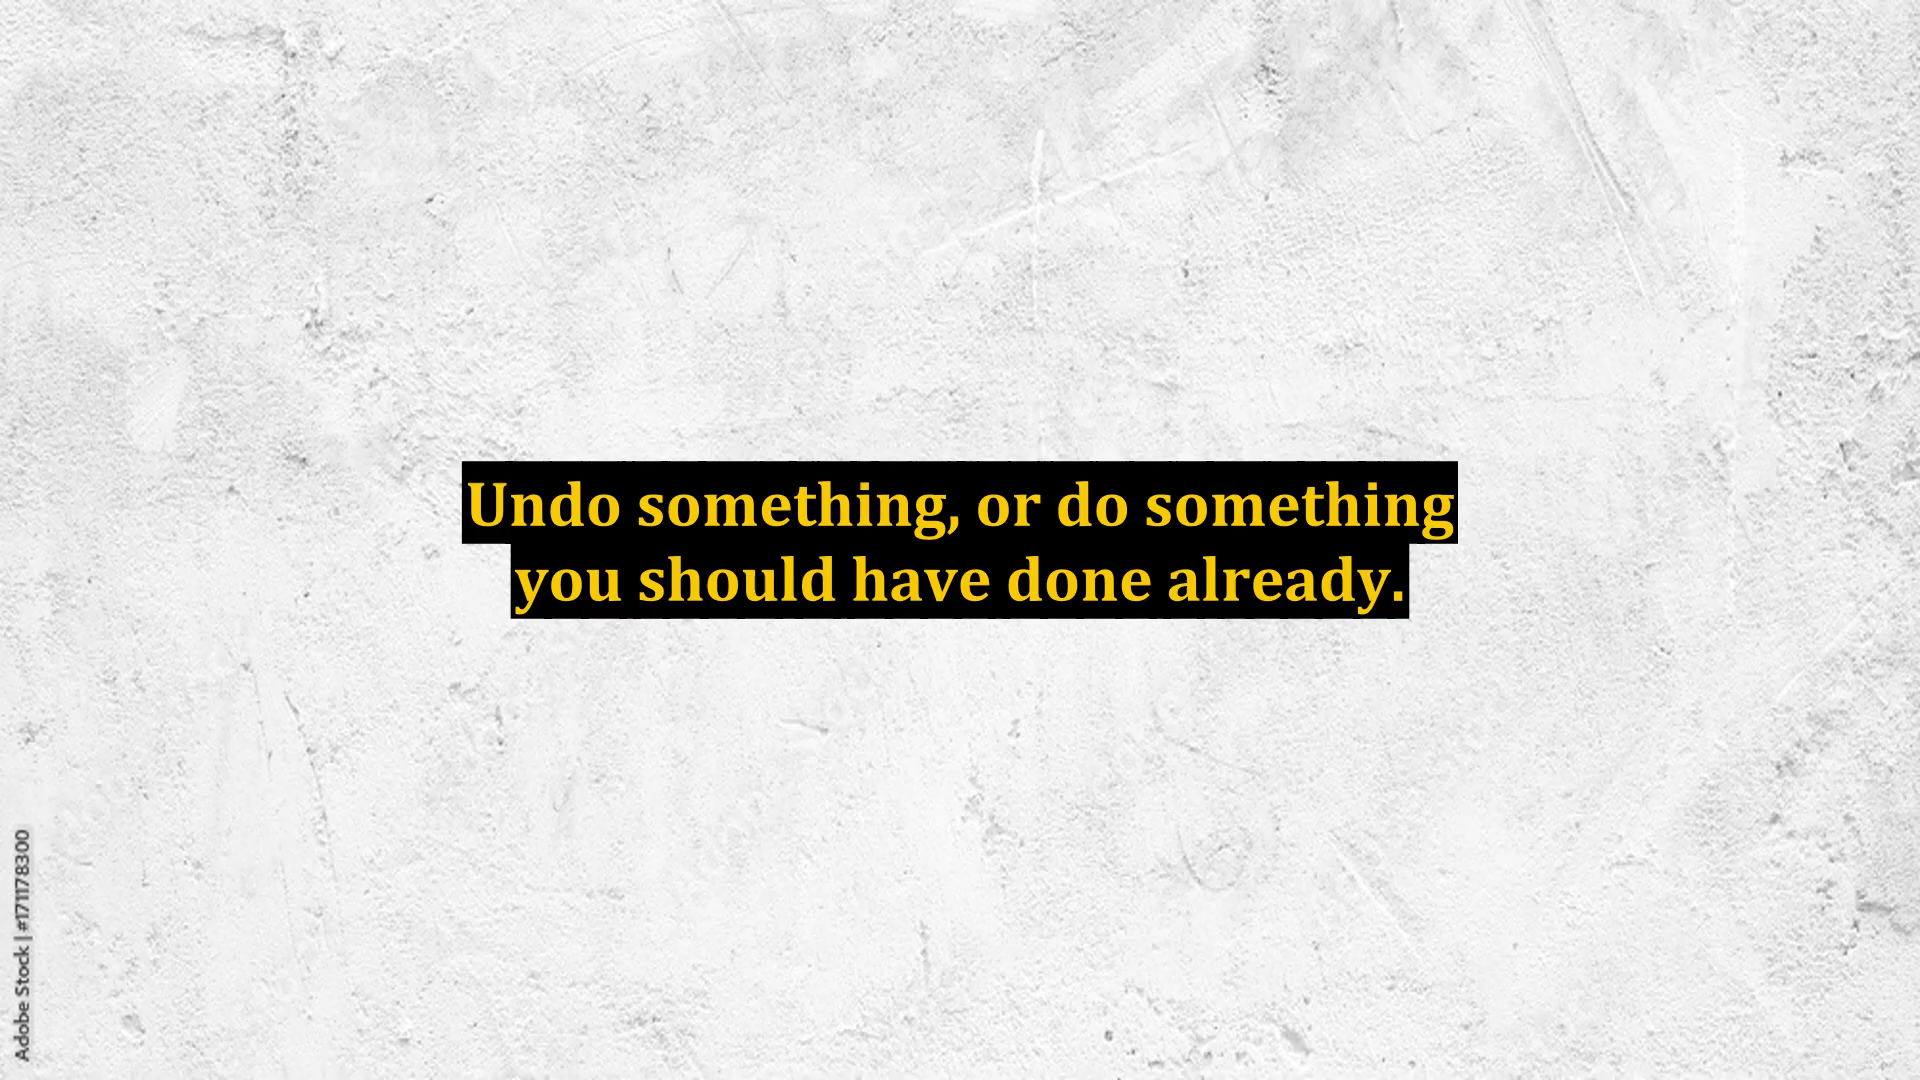 Undo something, or do something
you should have done already.
Adobe Stock | #171178300